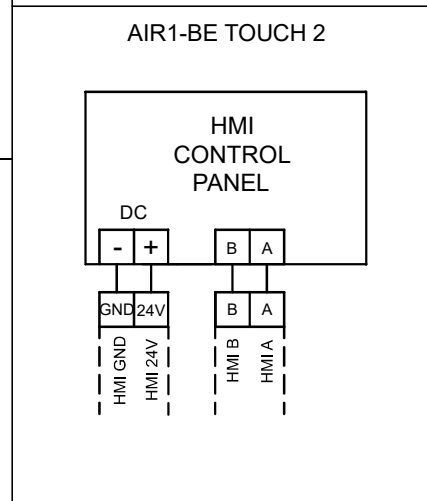 AIR1-BE TOUCH 2
HMI
CONTROL
PANEL
DC
- + B A
GND 24V B A
HMI GND
HMI 24V
HMI B
HMI A